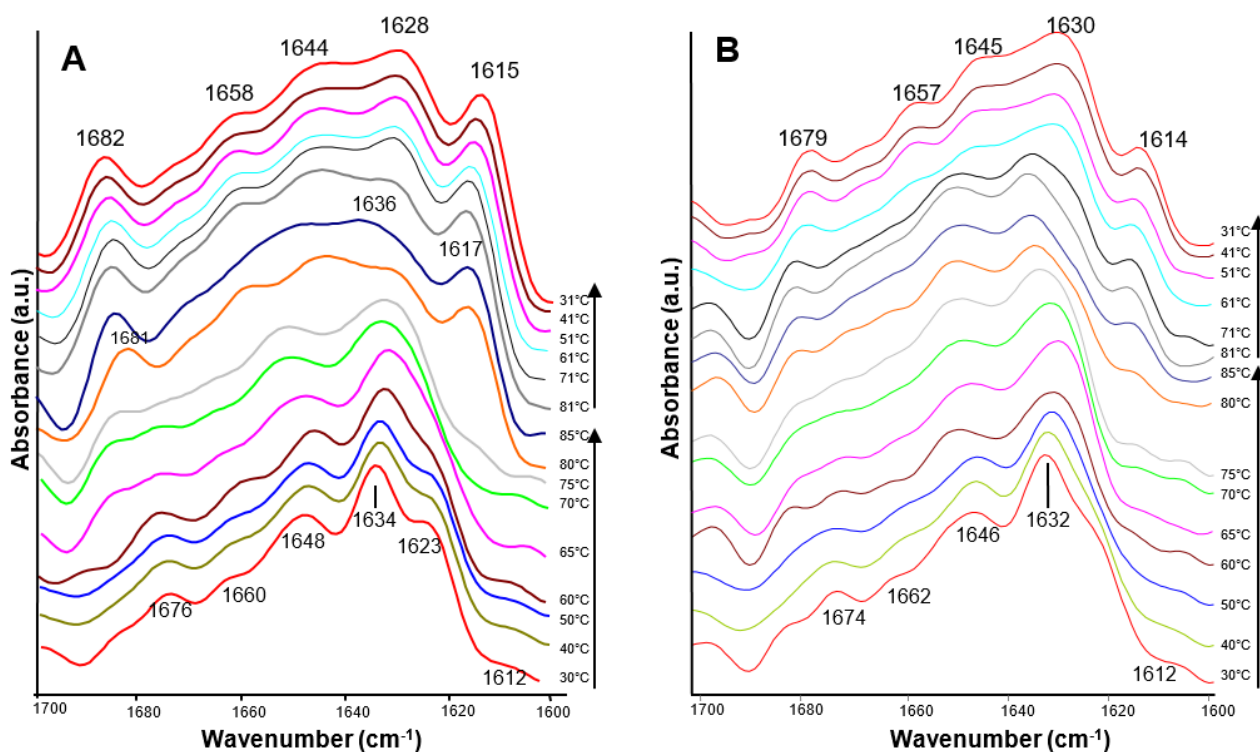 A
1628
1644
1615
1658
1682
1636
1617
1681
1634
1648
1623
1660
1676
1612
31°C
41°C
51°C
61°C
71°C
81°C
85°C
80°C
75°C
70°C
65°C
60°C
50°C
40°C
30°C
Absorbance (a.u.)
1700
1680
1660
1640
1620
1600
Wavenumber (cm-1)
B
1630
1645
1657
1614
1679
1632
1646
1662
1674
1612
31°C
41°C
51°C
61°C
71°C
81°C
85°C
80°C
75°C
70°C
65°C
60°C
50°C
40°C
30°C
Absorbance (a.u.)
1700
1680
1660
1640
1620
1600
Wavenumber (cm-1)